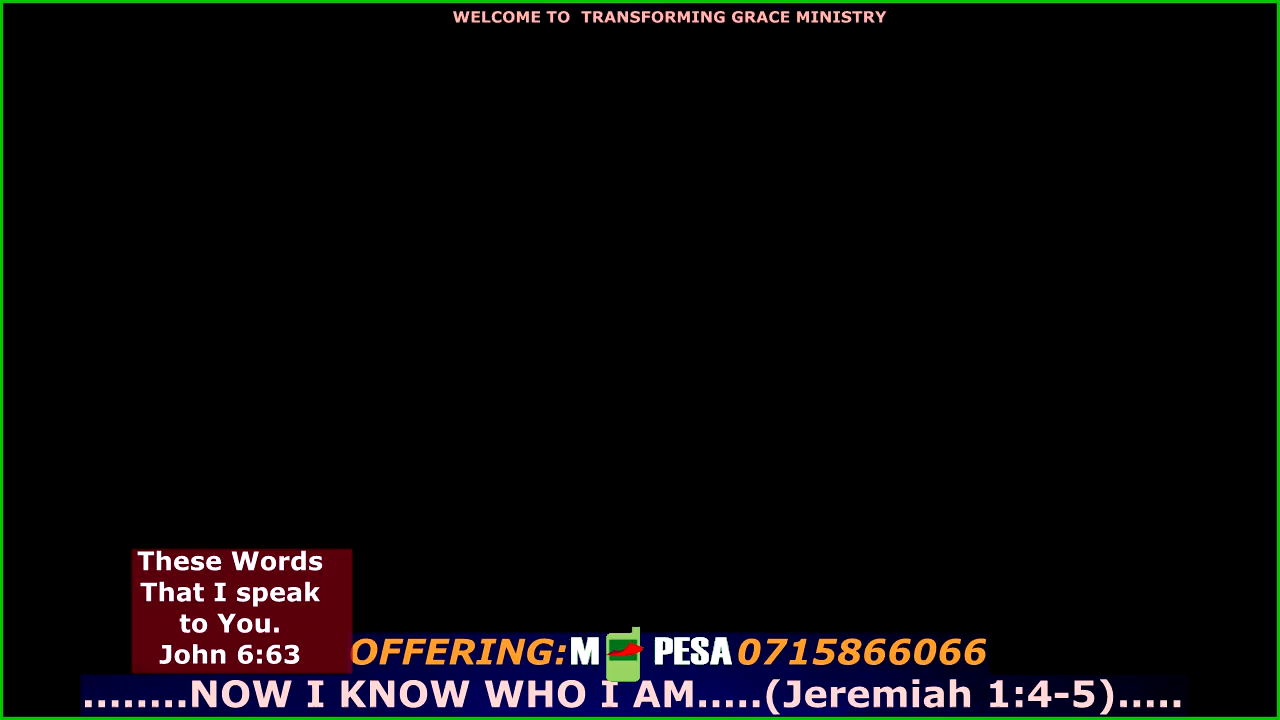 WELCOME TO  TRANSFORMING GRACE MINISTRY
These Words
That I speak
to You.
John 6:63
OFFERING: M PESA 0715866066
........NOW I KNOW WHO I AM.....(Jeremiah 1:4-5).....